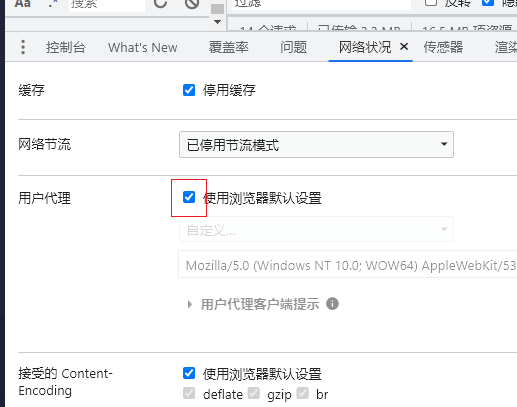 Aa .* 搜索 过滤 反转 隐
14 个请求 已传输 2.2 MB 16.5 MB 项资源
控制台 What's New 覆盖率 问题 网络状况 传感器 渲染
缓存 停用缓存
网络节流 已停用节流模式
用户代理 使用浏览器默认设置
自定义...
Mozilla/5.0 (Windows NT 10.0; WOW64) AppleWebKit/53
用户代理客户端提示
接受的 Content-Encoding 使用浏览器默认设置
deflate gzip br